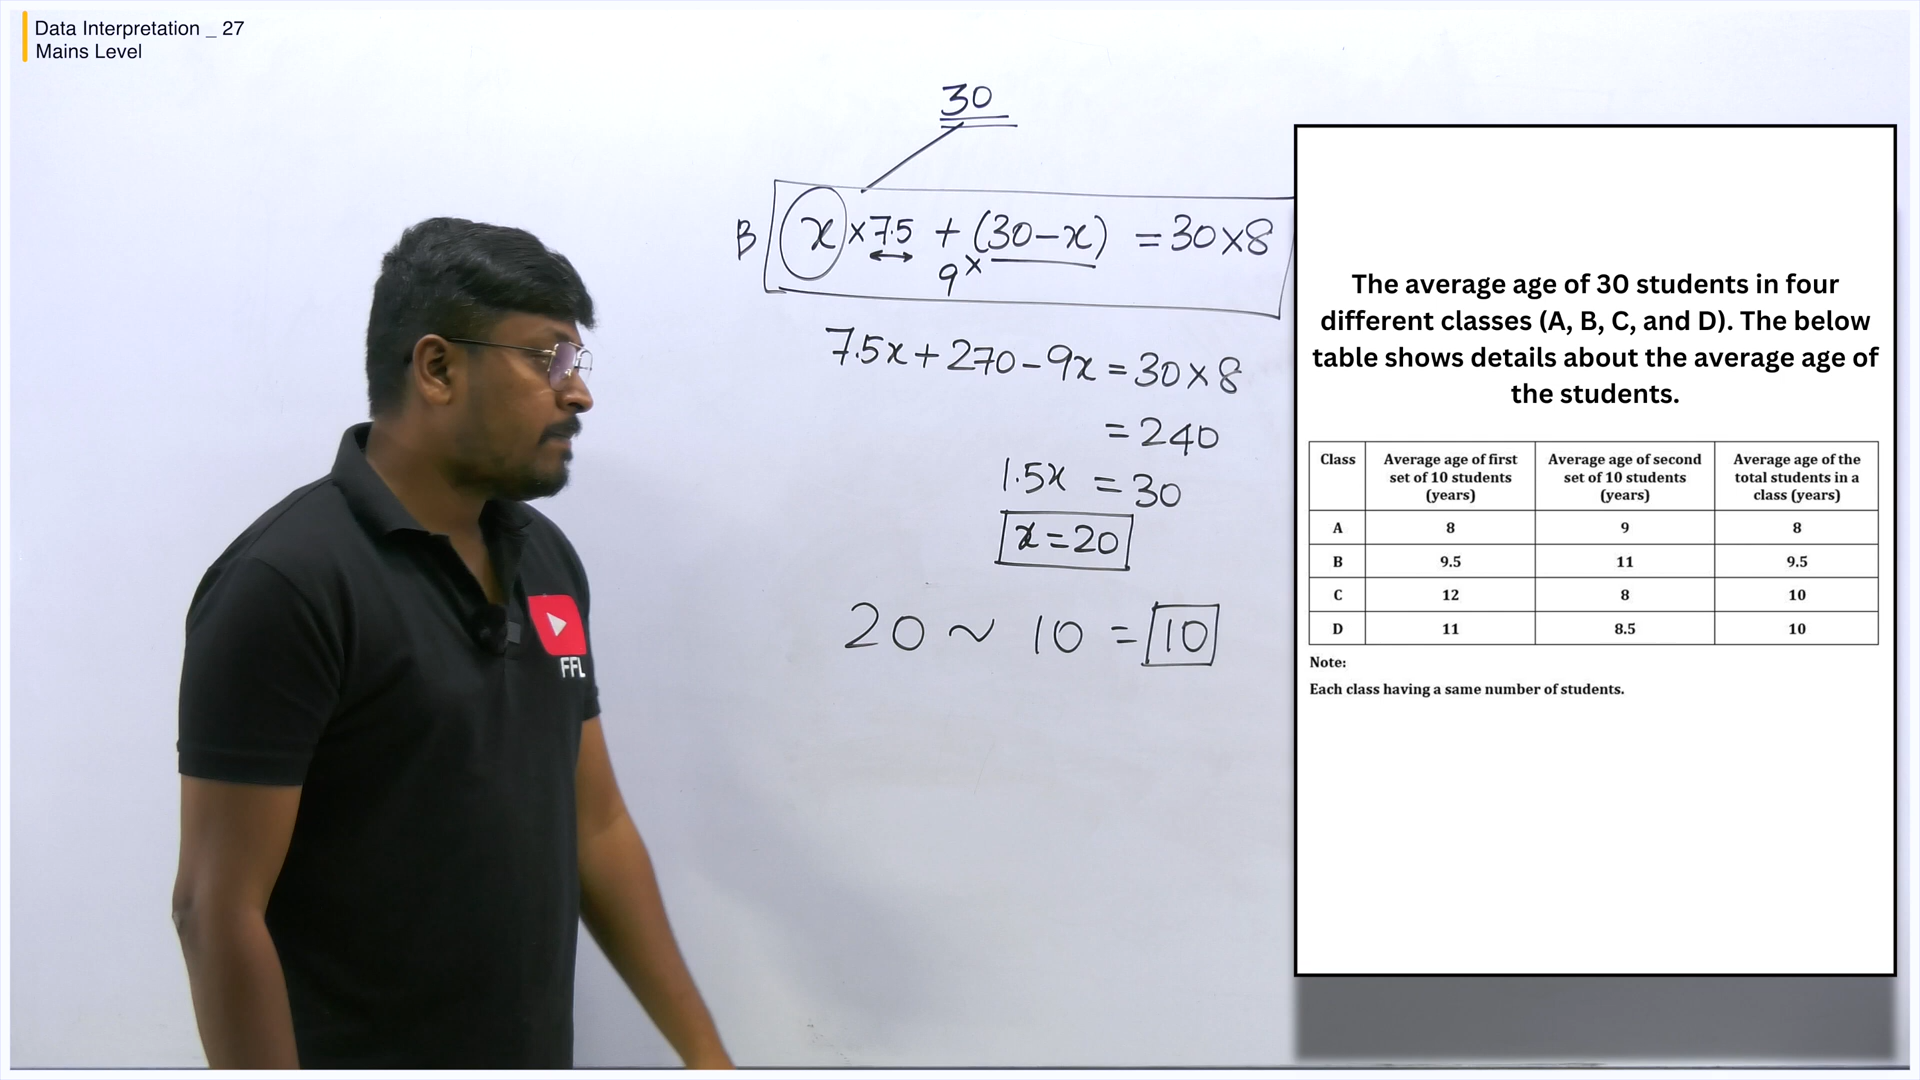 Data Interpretation _ 27
Mains Level
30
B x × 7.5 + (30-x) = 30×8
9×
7.5x + 270 - 9x = 30×8
= 240
1.5x = 30
x = 20
20 ~ 10 = 10
FFL
The average age of 30 students in four
different classes (A, B, C, and D). The below
table shows details about the average age of
the students.
Class Average age of first set of 10 students (years) Average age of second set of 10 students (years) Average age of the total students in a class (years)
A 8 9 8
B 9.5 11 9.5
C 12 8 10
D 11 8.5 10
Note:
Each class having a same number of students.